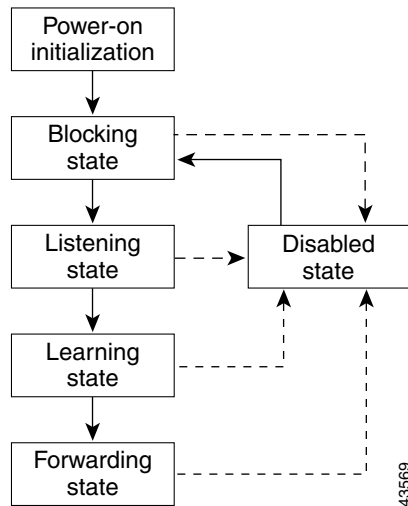 Power-on
initialization
Blocking
state
Listening
state
Disabled
state
Learning
state
Forwarding
state
43569